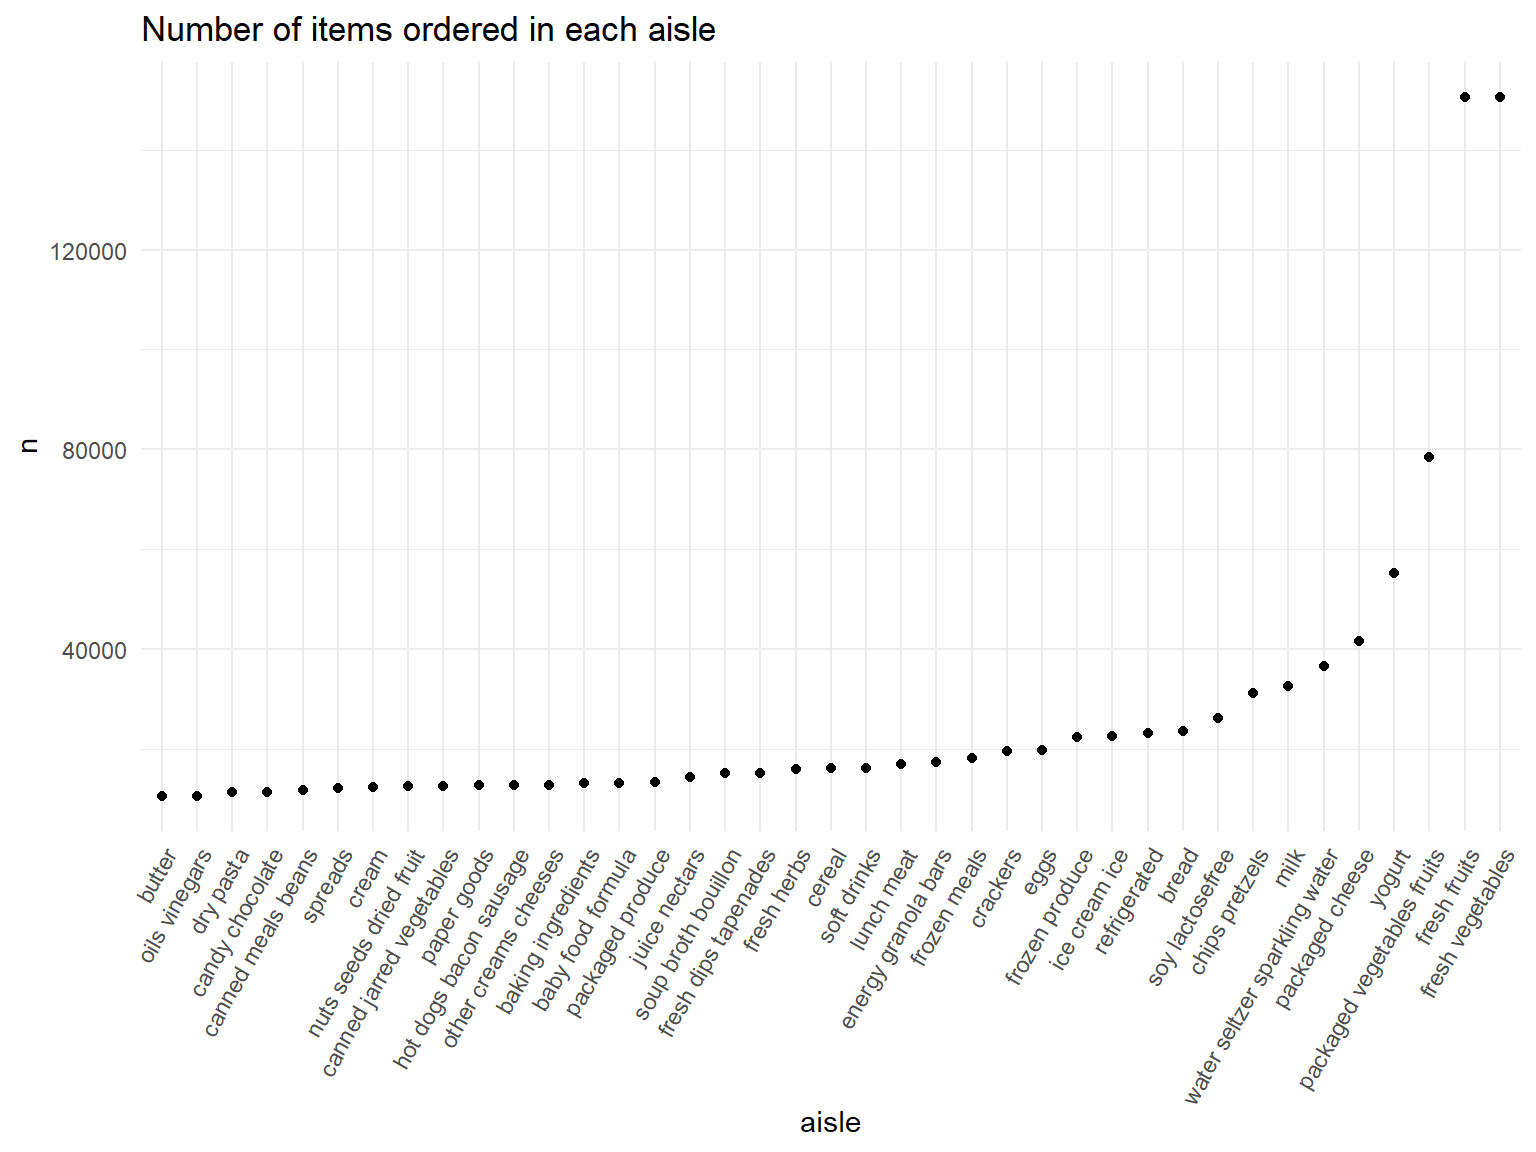 Number of items ordered in each aisle
120000
80000
40000
n
butter
oils vinegars
dry pasta
candy chocolate
canned meals beans
spreads
cream
nuts seeds dried fruit
canned jarred vegetables
paper goods
hot dogs bacon sausage
other creams cheeses
baking ingredients
baby food formula
packaged produce
juice nectars
soup broth bouillon
fresh dips tapenades
fresh herbs
cereal
soft drinks
lunch meat
energy granola bars
frozen meals
crackers
eggs
frozen produce
ice cream ice
refrigerated
bread
soy lactosefree
chips pretzels
milk
water seltzer sparkling water
packaged cheese
yogurt
packaged vegetables fruits
fresh fruits
fresh vegetables
aisle